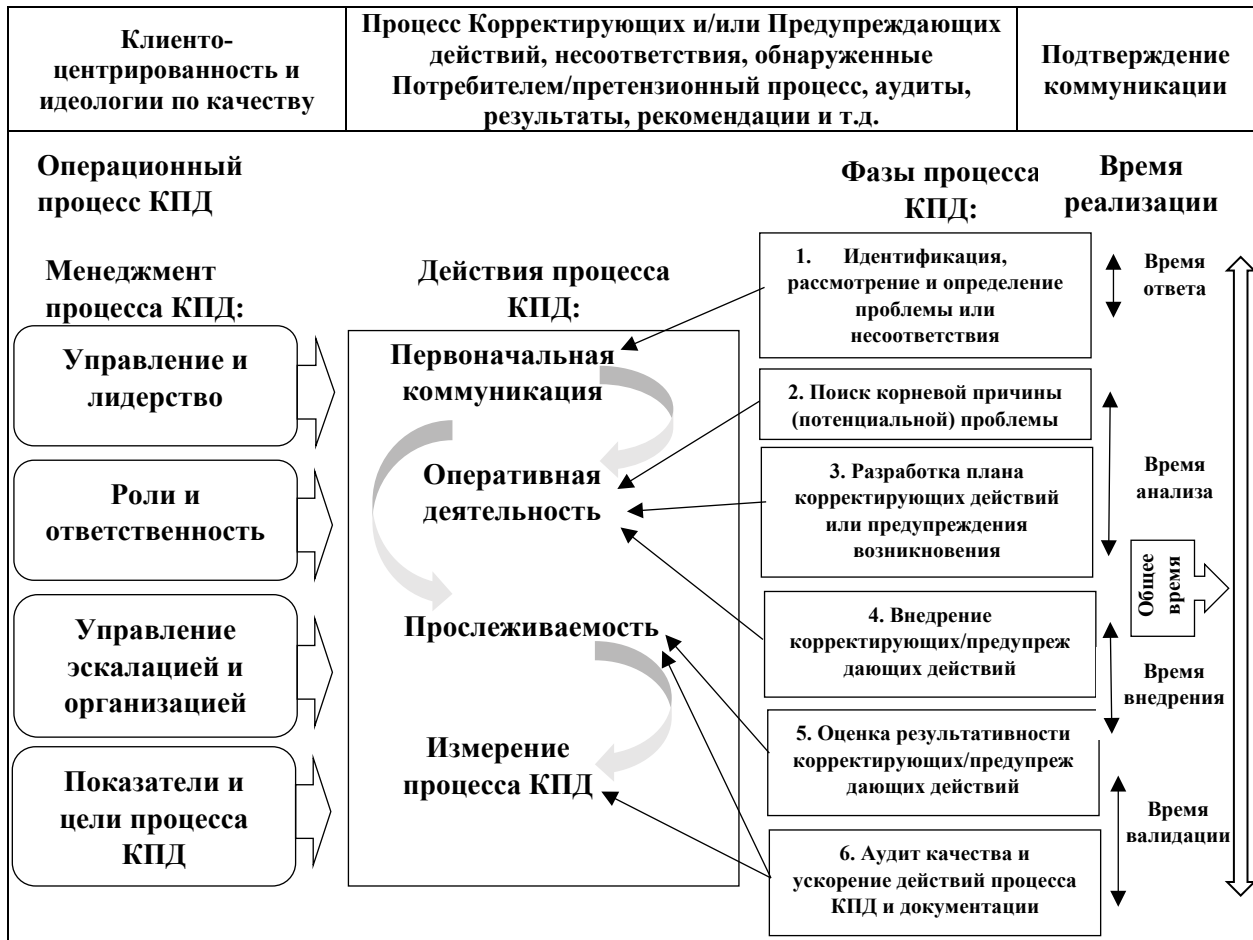 Клиенто-
центрированность и
идеологии по качеству
Процесс Корректирующих и/или Предупреждающих
действий, несоответствия, обнаруженные
Потребителем/претензионный процесс, аудиты,
результаты, рекомендации и т.д.
Подтверждение
коммуникации
Операционный
процесс КПД
Фазы процесса
КПД:
Время
реализации
Менеджмент
процесса КПД:
Действия процесса
КПД:
Управление и
лидерство
Роли и
ответственность
Управление
эскалацией и
организацией
Показатели и
цели процесса
КПД
Первоначальная
коммуникация
Оперативная
деятельность
Прослеживаемость
Измерение
процесса КПД
1. Идентификация,
рассмотрение и определение
проблемы или
несоответствия
2. Поиск корневой причины
(потенциальной) проблемы
3. Разработка плана
корректирующих действий
или предупреждения
возникновения
4. Внедрение
корректирующих/предупреж
дающих действий
5. Оценка результативности
корректирующих/предупреж
дающих действий
6. Аудит качества и
ускорение действий процесса
КПД и документации
Время
ответа
Время
анализа
Общее
время
Время
внедрения
Время
валидации